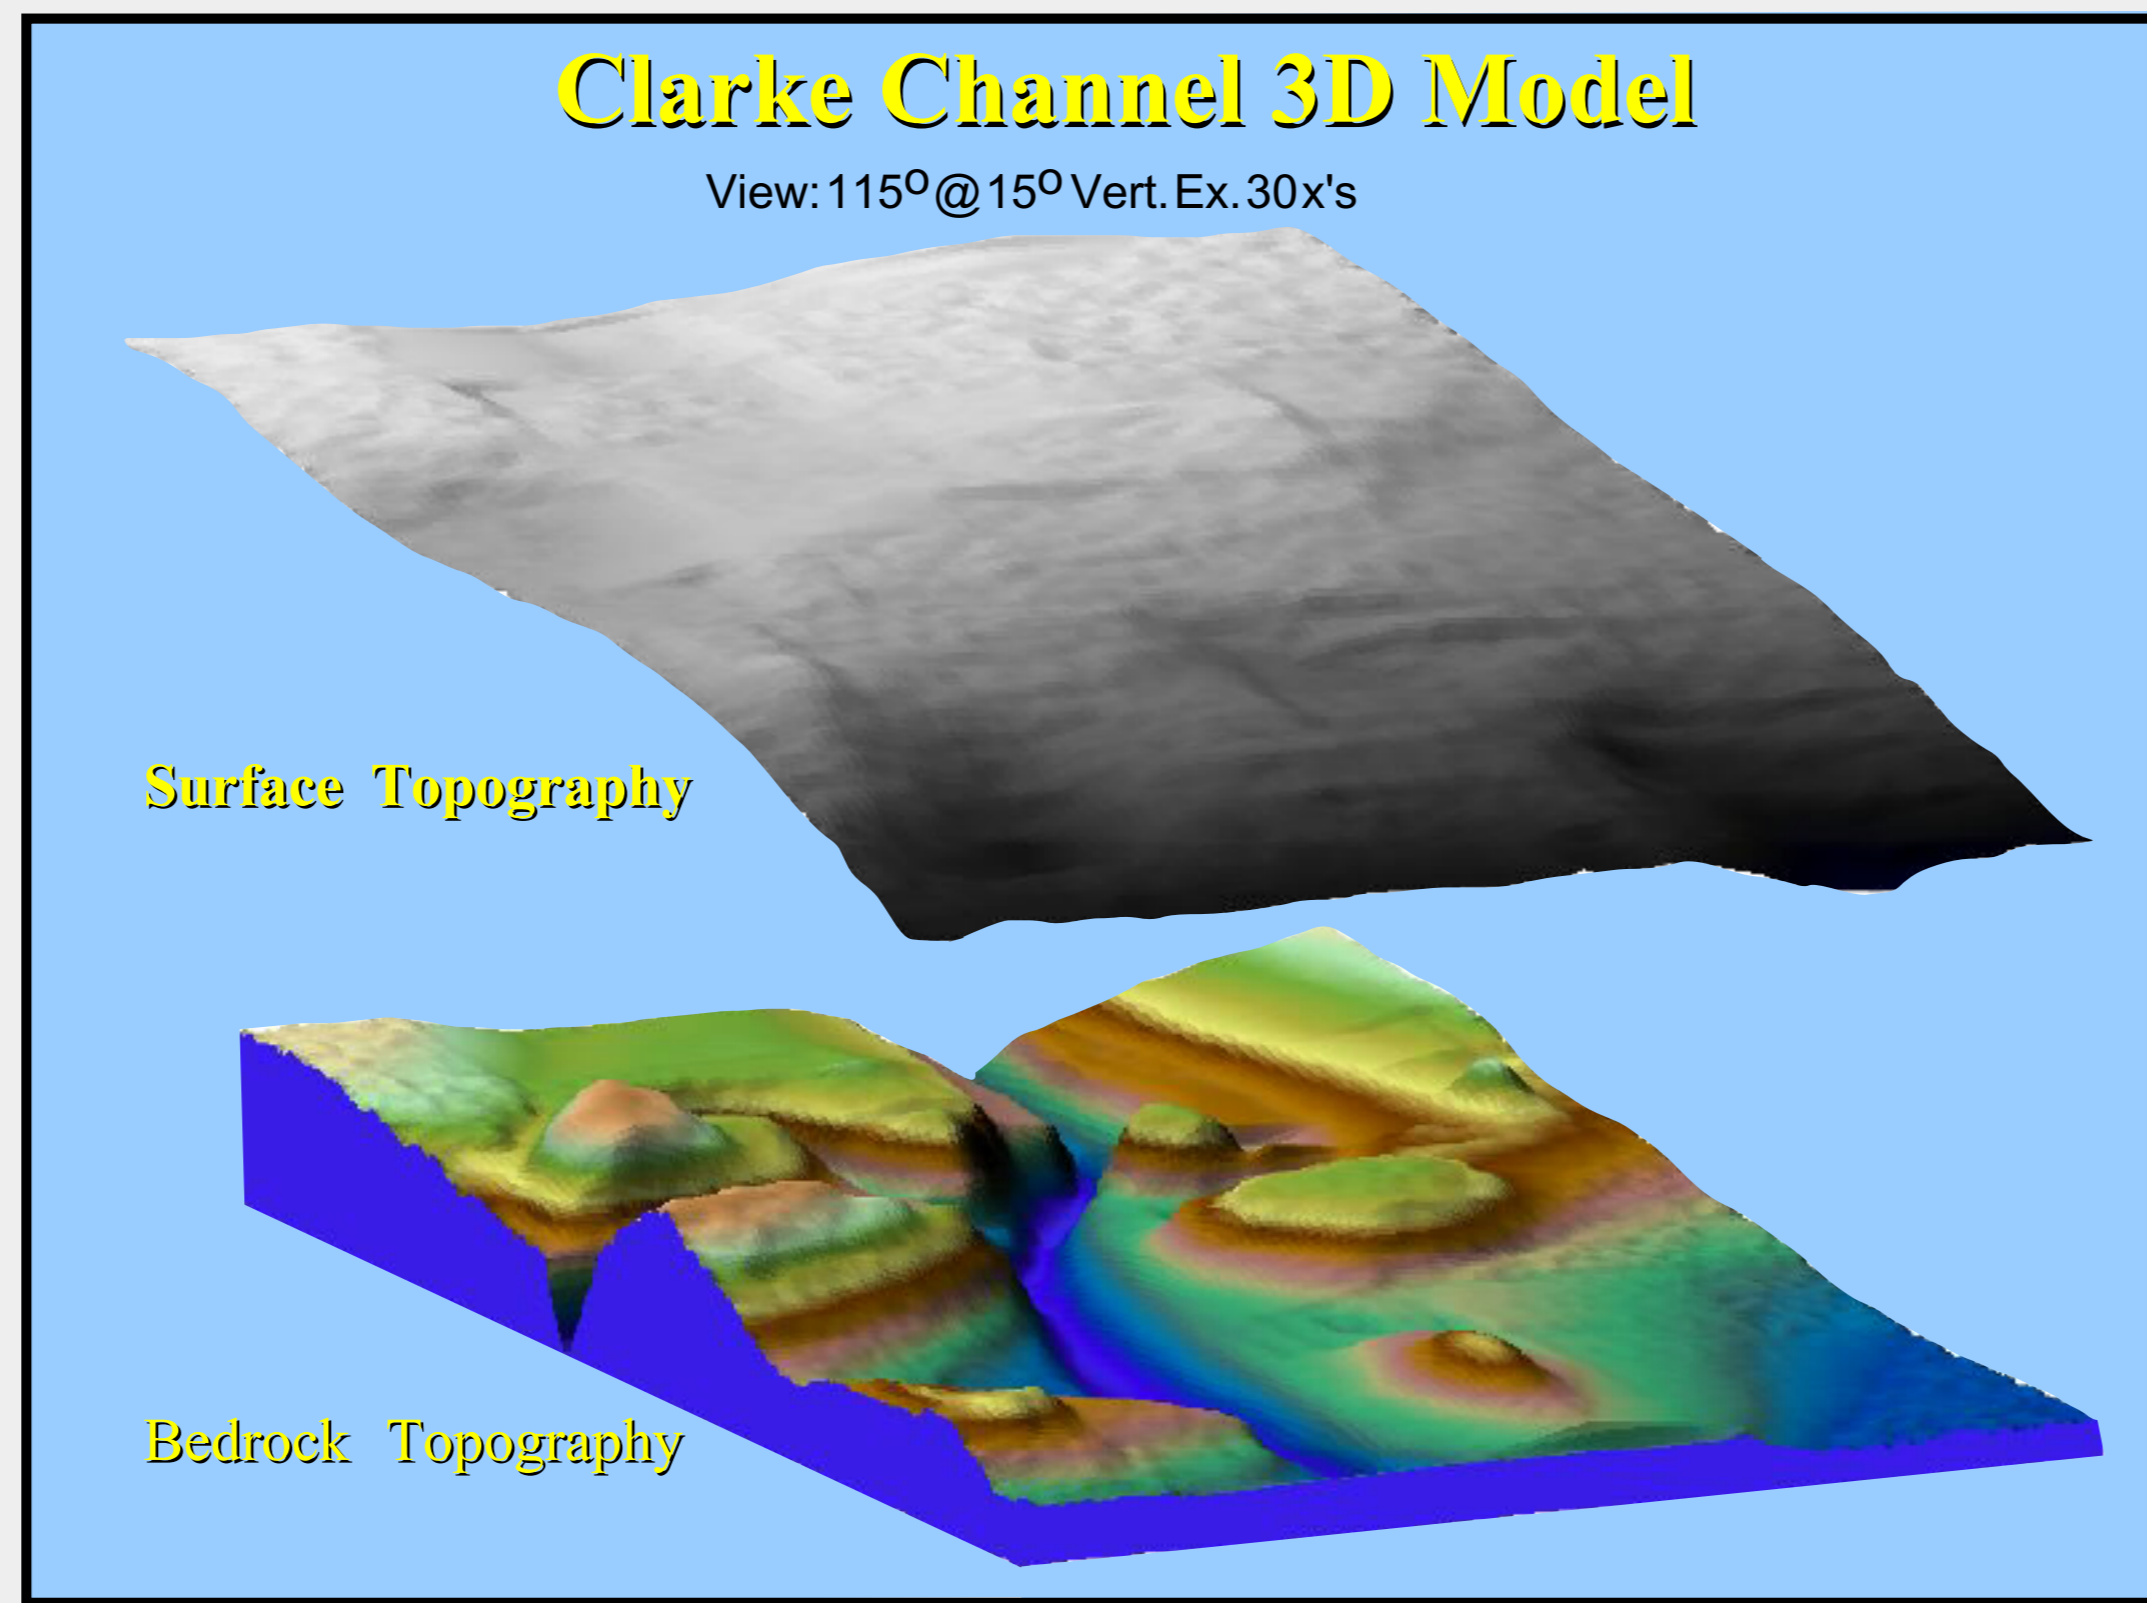 Clarke Channel 3D Model
View: 115° @ 15° Vert. Ex. 30x's
Surface Topography
Bedrock Topography